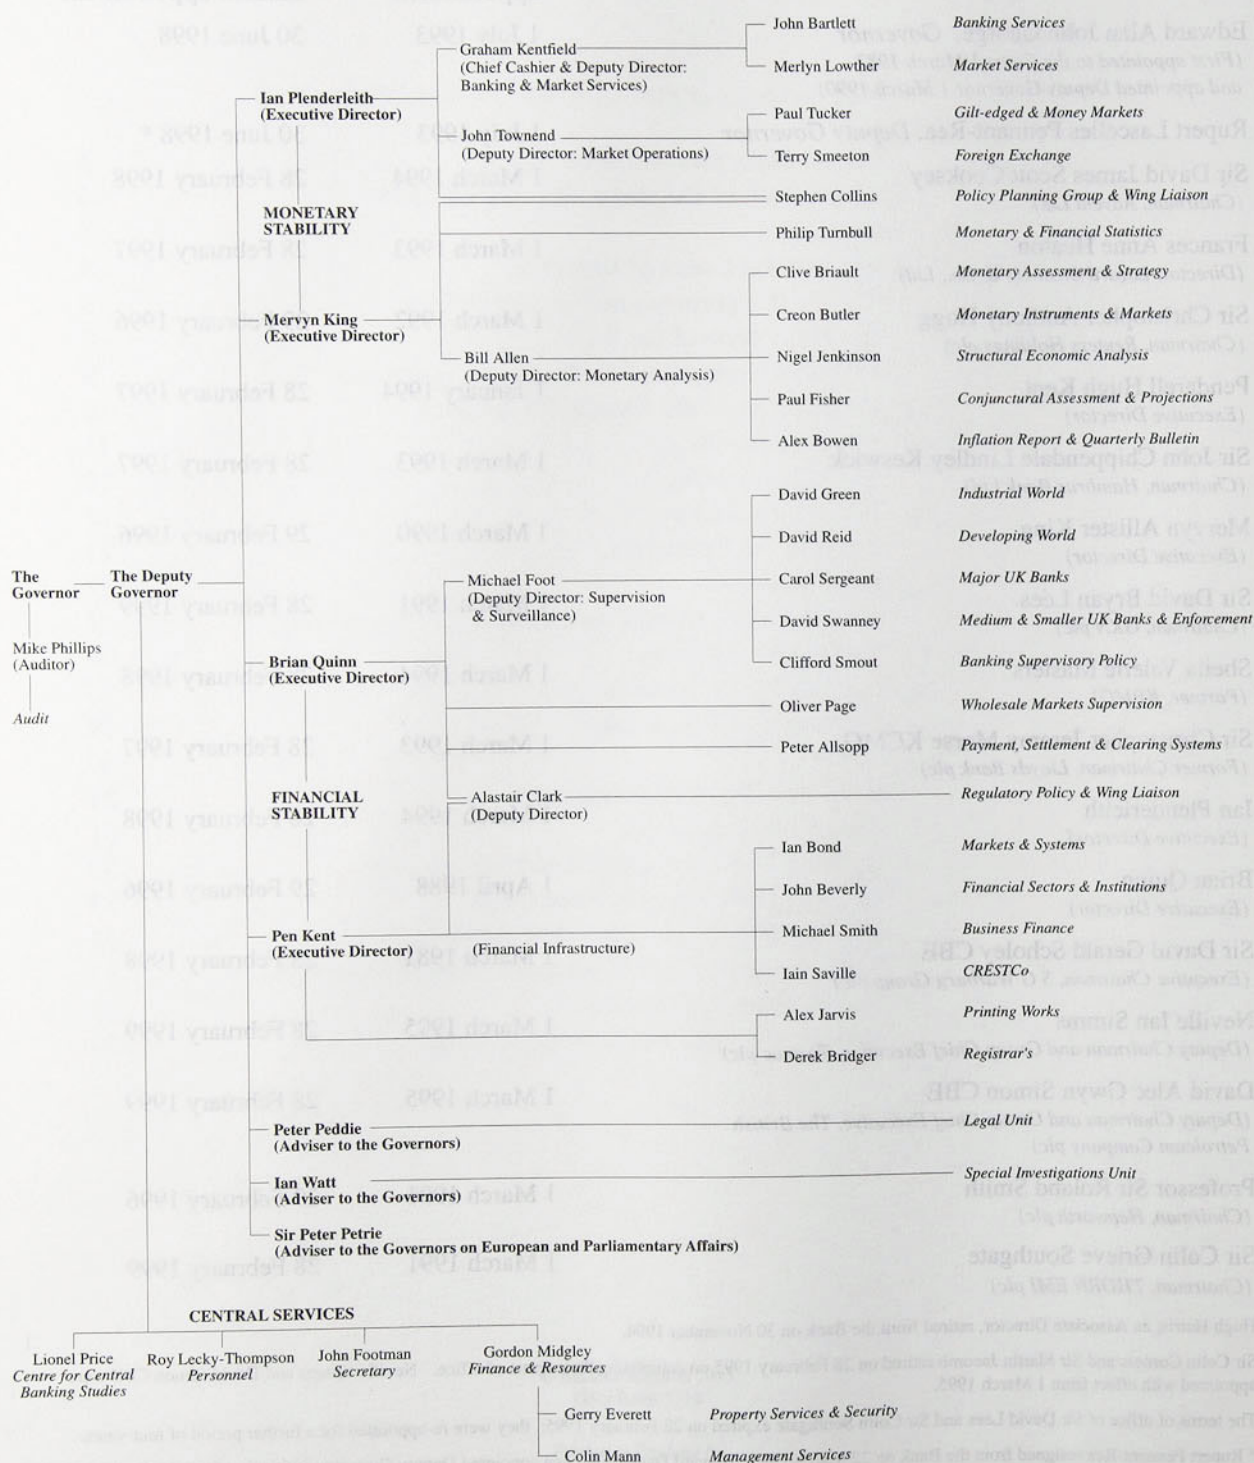 John Bartlett Banking Services
Graham Kentfield
(Chief Cashier & Deputy Director:
Banking & Market Services)
Merlyn Lowther Market Services
Ian Plenderleith
(Executive Director)
Paul Tucker Gilt-edged & Money Markets
John Townend
(Deputy Director: Market Operations)
Terry Smeeton Foreign Exchange
Stephen Collins Policy Planning Group & Wing Liaison
MONETARY
STABILITY
Philip Turnbull Monetary & Financial Statistics
Clive Briault Monetary Assessment & Strategy
Mervyn King
(Executive Director)
Creon Butler Monetary Instruments & Markets
Bill Allen
(Deputy Director: Monetary Analysis)
Nigel Jenkinson Structural Economic Analysis
Paul Fisher Conjunctural Assessment & Projections
Alex Bowen Inflation Report & Quarterly Bulletin
David Green Industrial World
David Reid Developing World
The
Governor
The Deputy
Governor
Michael Foot
(Deputy Director: Supervision
& Surveillance)
Carol Sergeant Major UK Banks
David Swanney Medium & Smaller UK Banks & Enforcement
Mike Phillips
(Auditor)
Audit
Brian Quinn
(Executive Director)
Clifford Smout Banking Supervisory Policy
Oliver Page Wholesale Markets Supervision
Peter Allsopp Payment, Settlement & Clearing Systems
FINANCIAL
STABILITY
Alastair Clark
(Deputy Director)
Regulatory Policy & Wing Liaison
Ian Bond Markets & Systems
John Beverly Financial Sectors & Institutions
Pen Kent
(Executive Director)
(Financial Infrastructure)
Michael Smith Business Finance
Iain Saville CRESTCo
Alex Jarvis Printing Works
Derek Bridger Registrar's
Peter Peddie
(Adviser to the Governors)
Legal Unit
Ian Watt
(Adviser to the Governors)
Special Investigations Unit
Sir Peter Petrie
(Adviser to the Governors on European and Parliamentary Affairs)
CENTRAL SERVICES
Lionel Price
Centre for Central
Banking Studies
Roy Lecky-Thompson
Personnel
John Footman
Secretary
Gordon Midgley
Finance & Resources
Gerry Everett Property Services & Security
Colin Mann Management Services